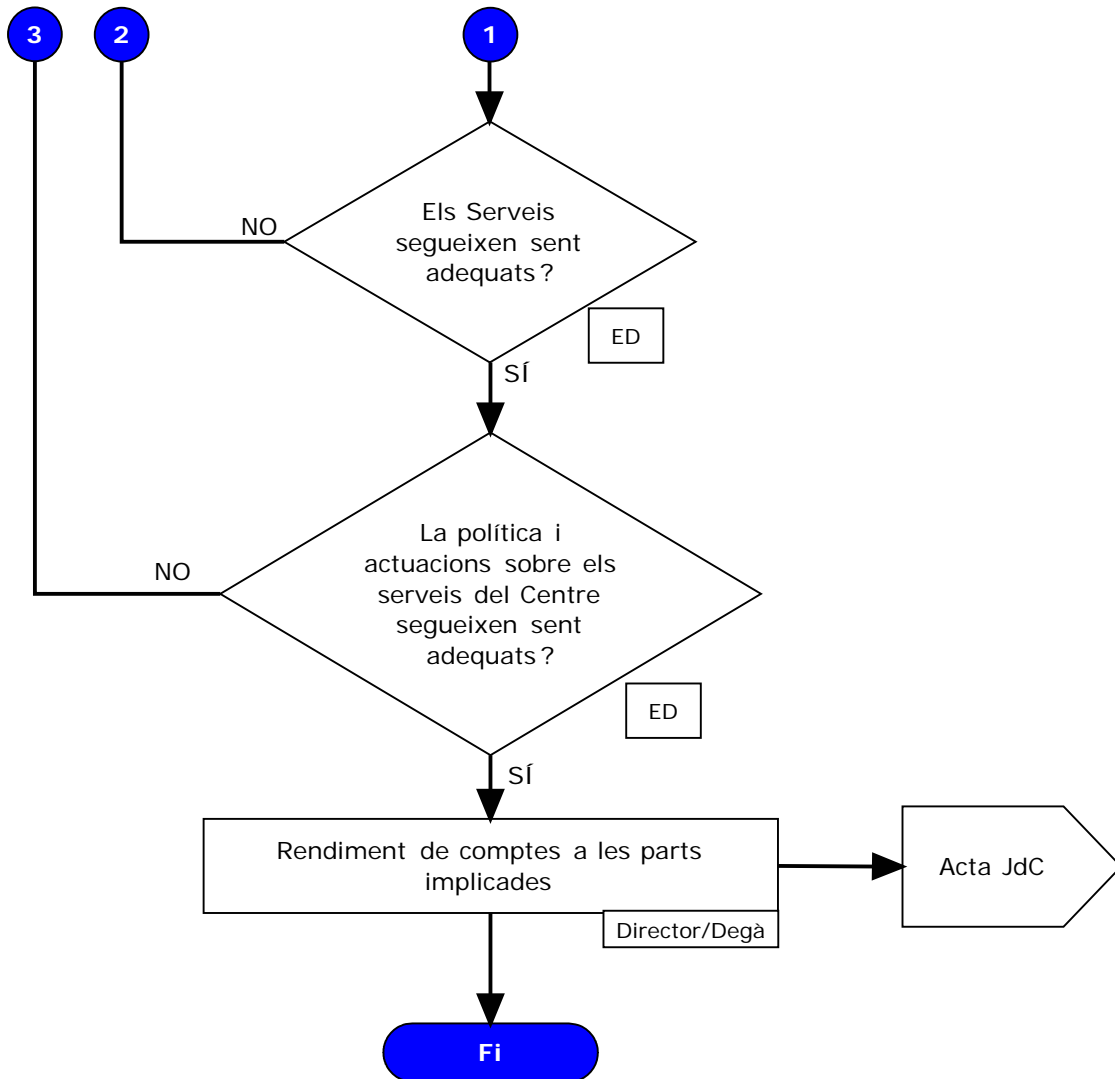 3
2
1
Els Serveis
segueixen sent
adequats?
NO
ED
SÍ
La política i
actuacions sobre els
serveis del Centre
segueixen sent
adequats?
NO
ED
SÍ
Rendiment de comptes a les parts
implicades
Director/Degà
Acta JdC
Fi